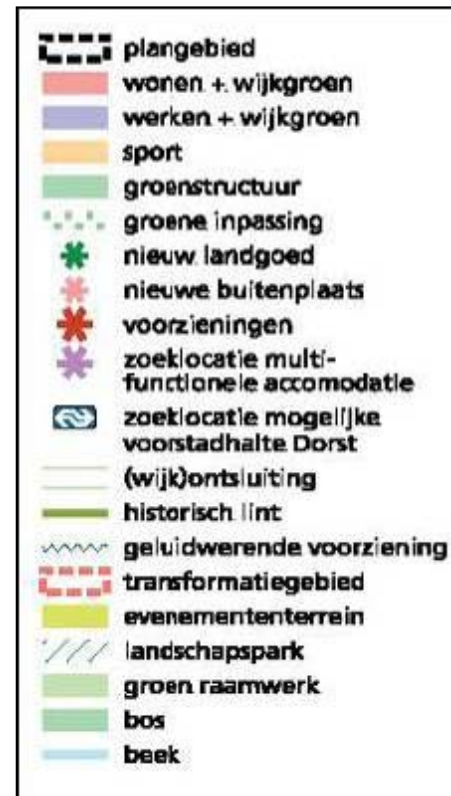 plangebied
wonen + wijkgroen
werken + wijkgroen
sport
groenstructuur
groene inpassing
nieuw landgoed
nieuwe buitenplaats
voorzieningen
zoeklocatie multi-
functionele accomodatie
zoeklocatie mogelijke
voorstadhalte Dorst
(wijk)ontsluiting
historisch lint
geluidwerende voorziening
transformatiegebied
evenemententerrein
landschapspark
groen raamwerk
bos
beek